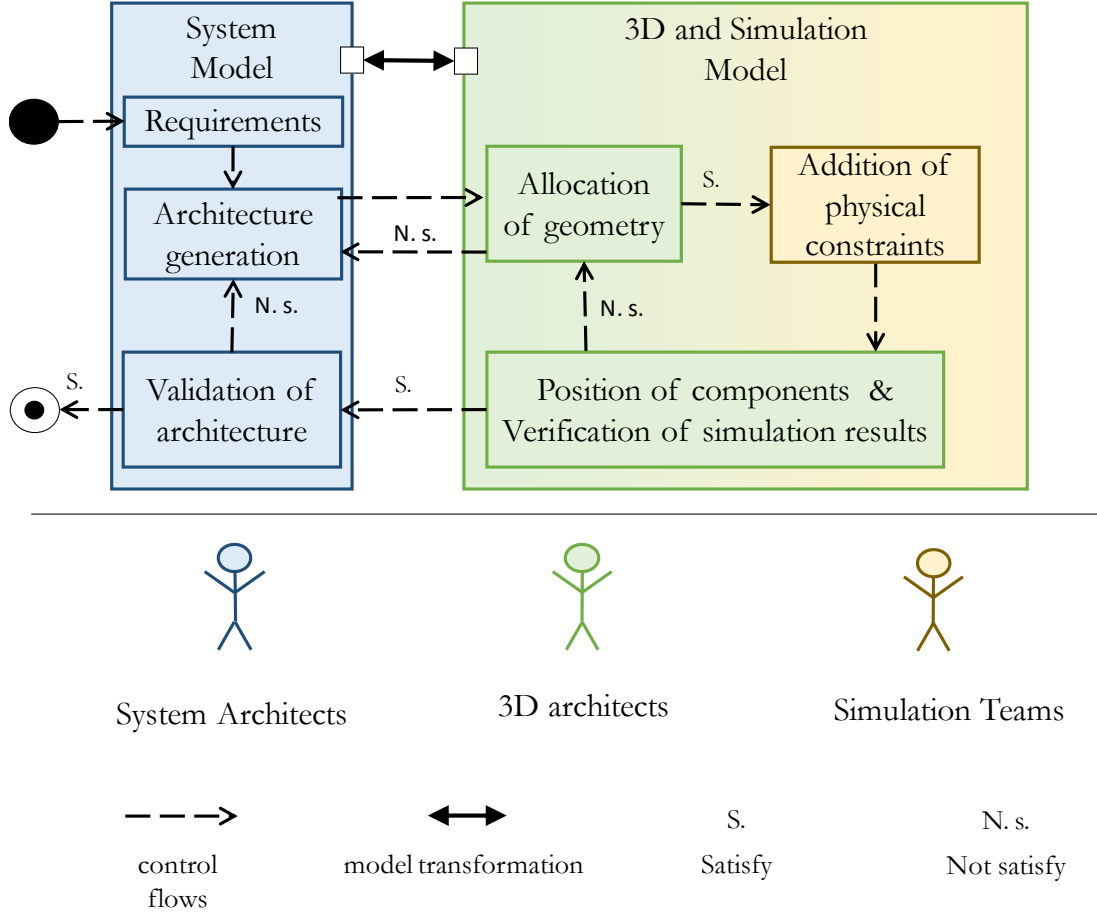 System
Model
3D and Simulation
Model
Requirements
Architecture
generation
Allocation
of geometry
S.
Addition of
physical
constraints
N. s.
N. s.
N. s.
S.
Validation of
architecture
S.
Position of components &
Verification of simulation results
System Architects
3D architects
Simulation Teams
S.
N. s.
control
flows
model transformation
Satisfy
Not satisfy